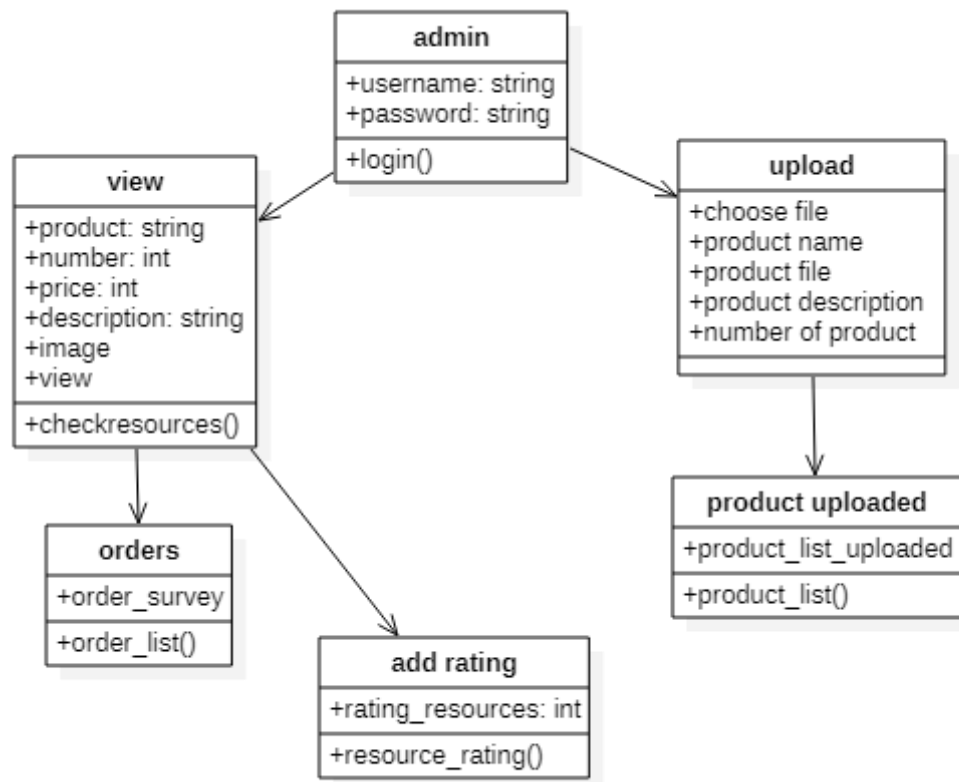 admin
+username: string
+password: string
+login()
view
+product: string
+number: int
+price: int
+description: string
+image
+view
+checkresources()
upload
+choose file
+product name
+product file
+product description
+number of product
orders
+order_survey
+order_list()
add rating
+rating_resources: int
+resource_rating()
product uploaded
+product_list_uploaded
+product_list()